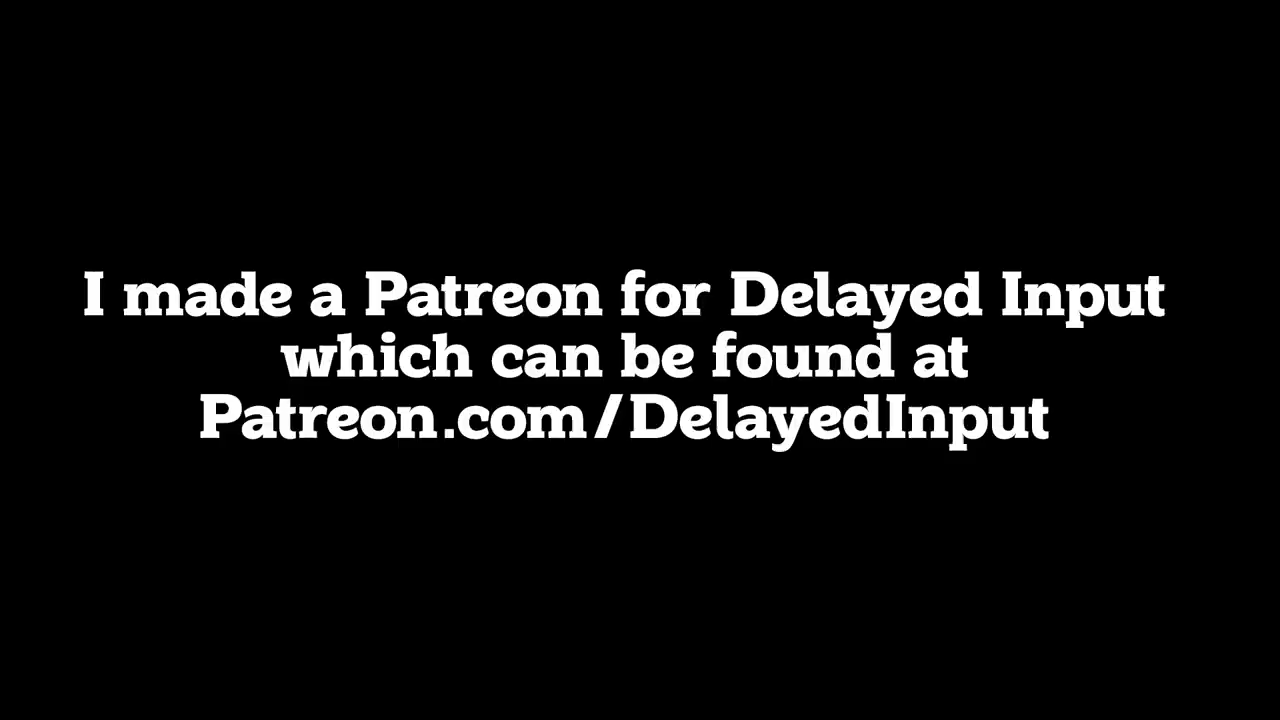 I made a Patreon for Delayed Input
which can be found at
Patreon.com/DelayedInput